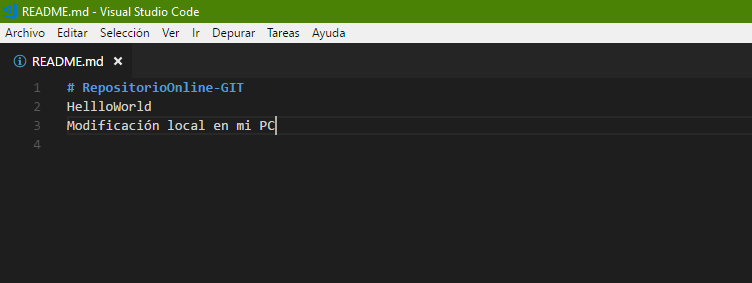 README.md - Visual Studio Code
Archivo Editar Selección Ver Ir Depurar Tareas Ayuda
README.md ×
1 # RepositorioOnline-GIT
2 HellloWorld
3 Modificación local en mi PC
4